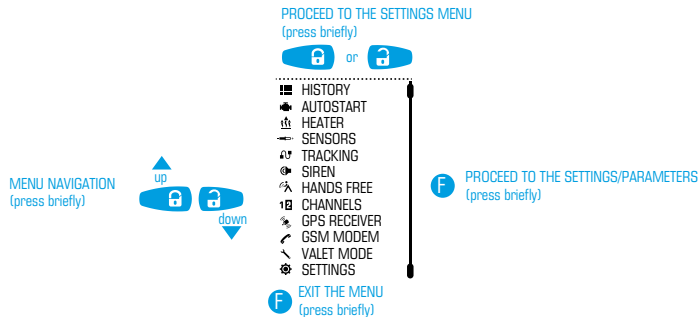 PROCEED TO THE SETTINGS MENU
(press briefly)
or
HISTORY
AUTOSTART
HEATER
SENSORS
TRACKING
SIREN
HANDS FREE
12 CHANNELS
GPS RECEIVER
GSM MODEM
VALET MODE
SETTINGS
MENU NAVIGATION
(press briefly)
up
down
F PROCEED TO THE SETTINGS/PARAMETERS
(press briefly)
F EXIT THE MENU
(press briefly)